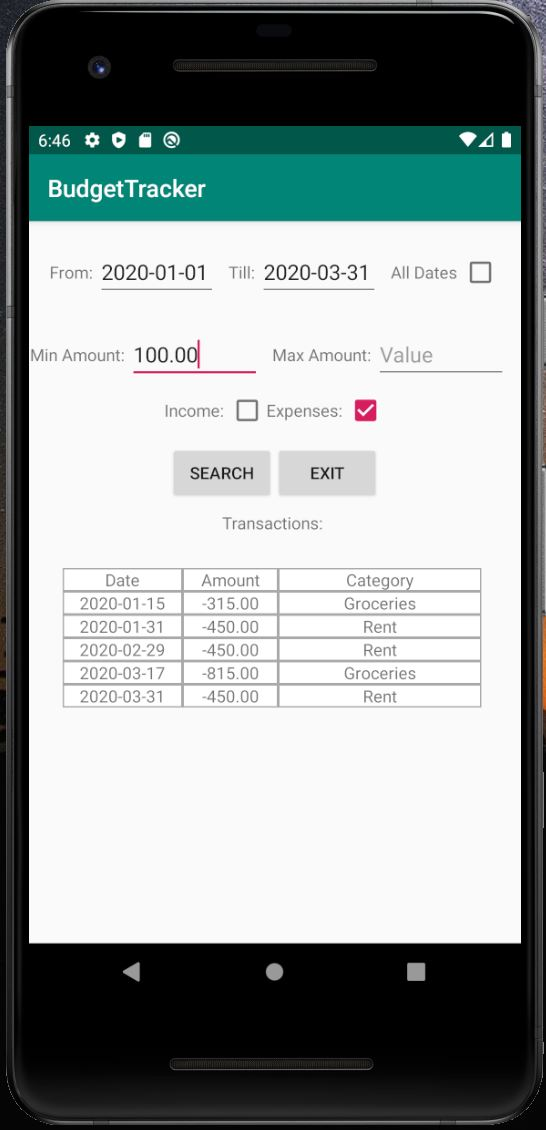 6:46
BudgetTracker
From: 2020-01-01 Till: 2020-03-31 All Dates
Min Amount: 100.00 Max Amount: Value
Income: Expenses:
SEARCH EXIT
Transactions:
Date Amount Category
2020-01-15 -315.00 Groceries
2020-01-31 -450.00 Rent
2020-02-29 -450.00 Rent
2020-03-17 -815.00 Groceries
2020-03-31 -450.00 Rent